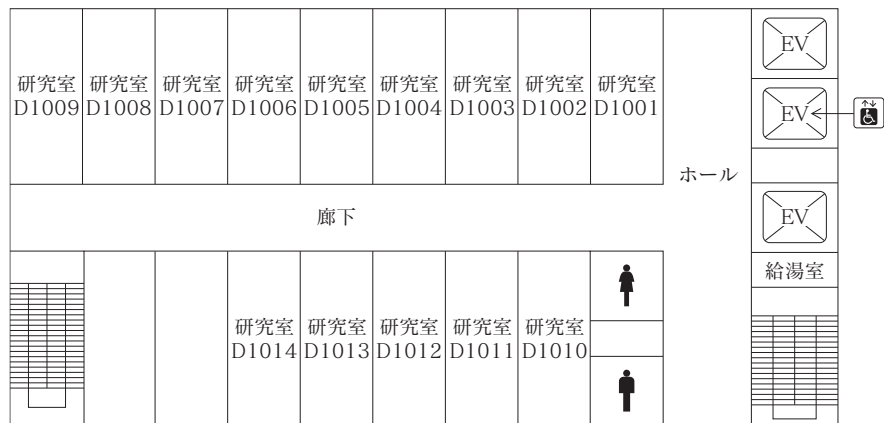 研究室
D1009
研究室
D1008
研究室
D1007
研究室
D1006
研究室
D1005
研究室
D1004
研究室
D1003
研究室
D1002
研究室
D1001
EV
EV
ホール
廊下
EV
給湯室
研究室
D1014
研究室
D1013
研究室
D1012
研究室
D1011
研究室
D1010